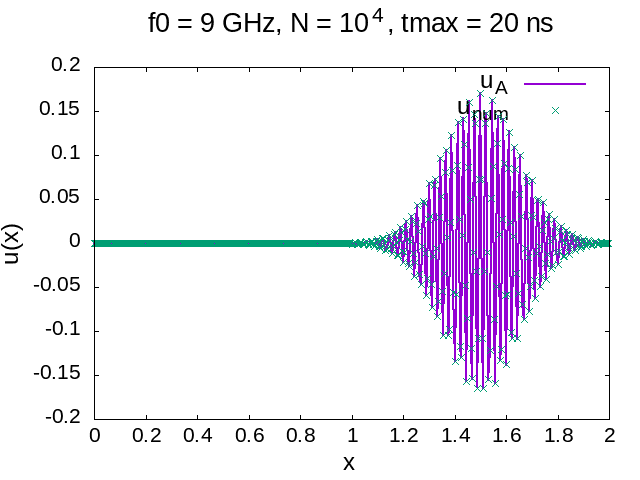 f0 = 9 GHz, N = 10^4, tmax = 20 ns
u_A
u_num
0.2
0.15
0.1
0.05
0
-0.05
-0.1
-0.15
-0.2
u(x)
0 0.2 0.4 0.6 0.8 1 1.2 1.4 1.6 1.8 2
x